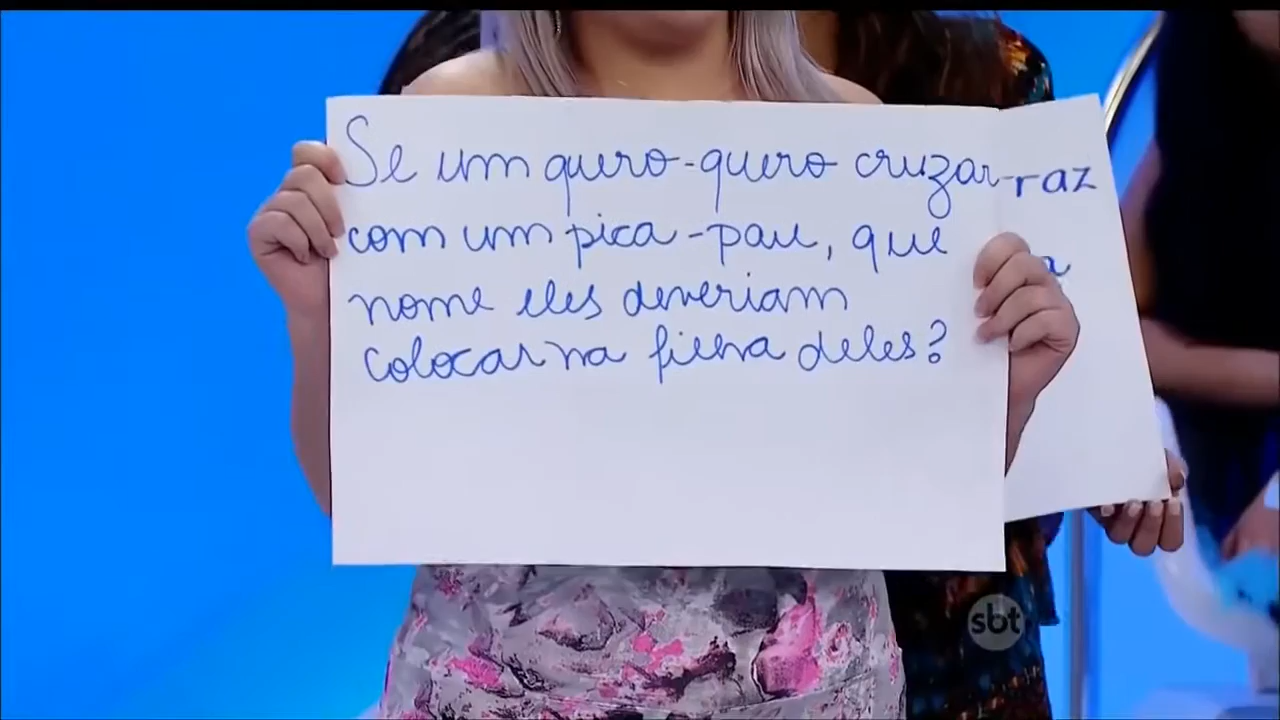 Se um quero-quero cruzar
com um pica-pau, que
nome eles deveriam
colocar na filha deles?
raz
a
sbt